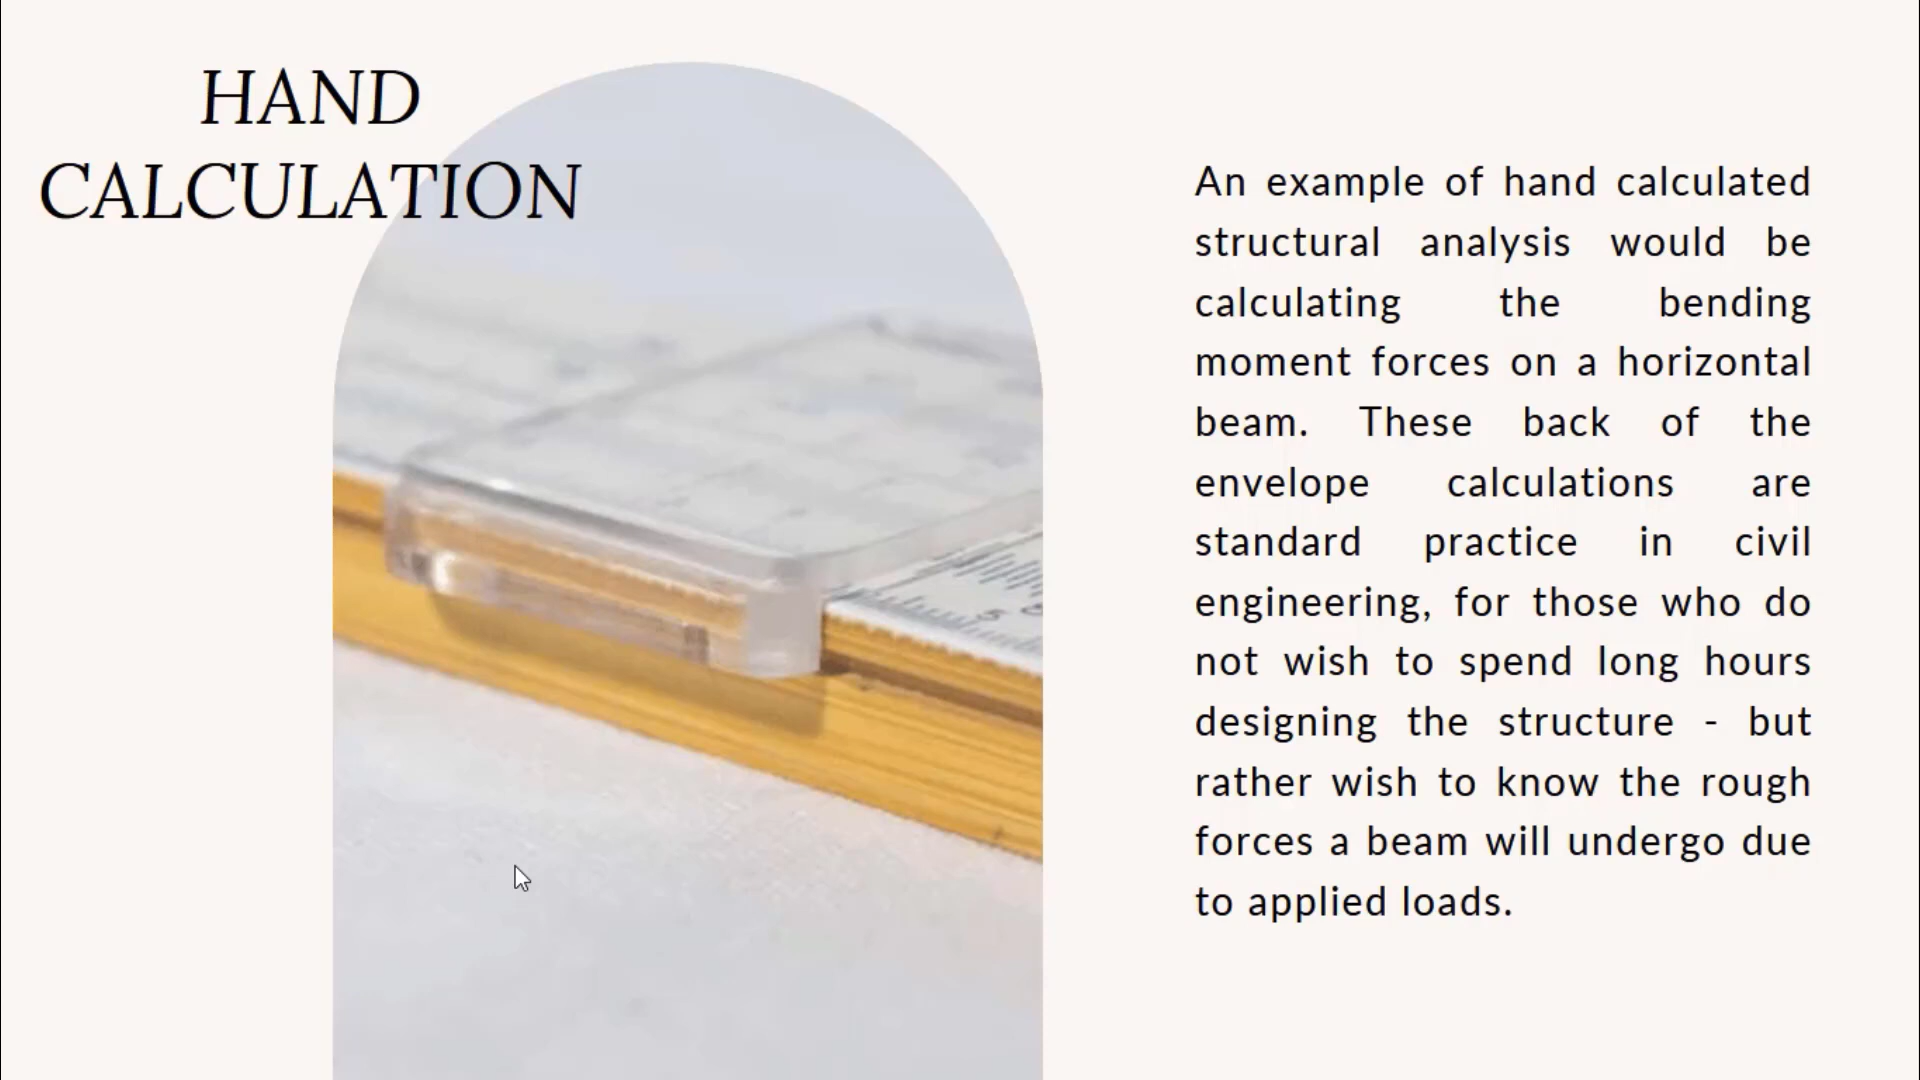 HAND
CALCULATION
An example of hand calculated
structural analysis would be
calculating the bending
moment forces on a horizontal
beam. These back of the
envelope calculations are
standard practice in civil
engineering, for those who do
not wish to spend long hours
designing the structure - but
rather wish to know the rough
forces a beam will undergo due
to applied loads.